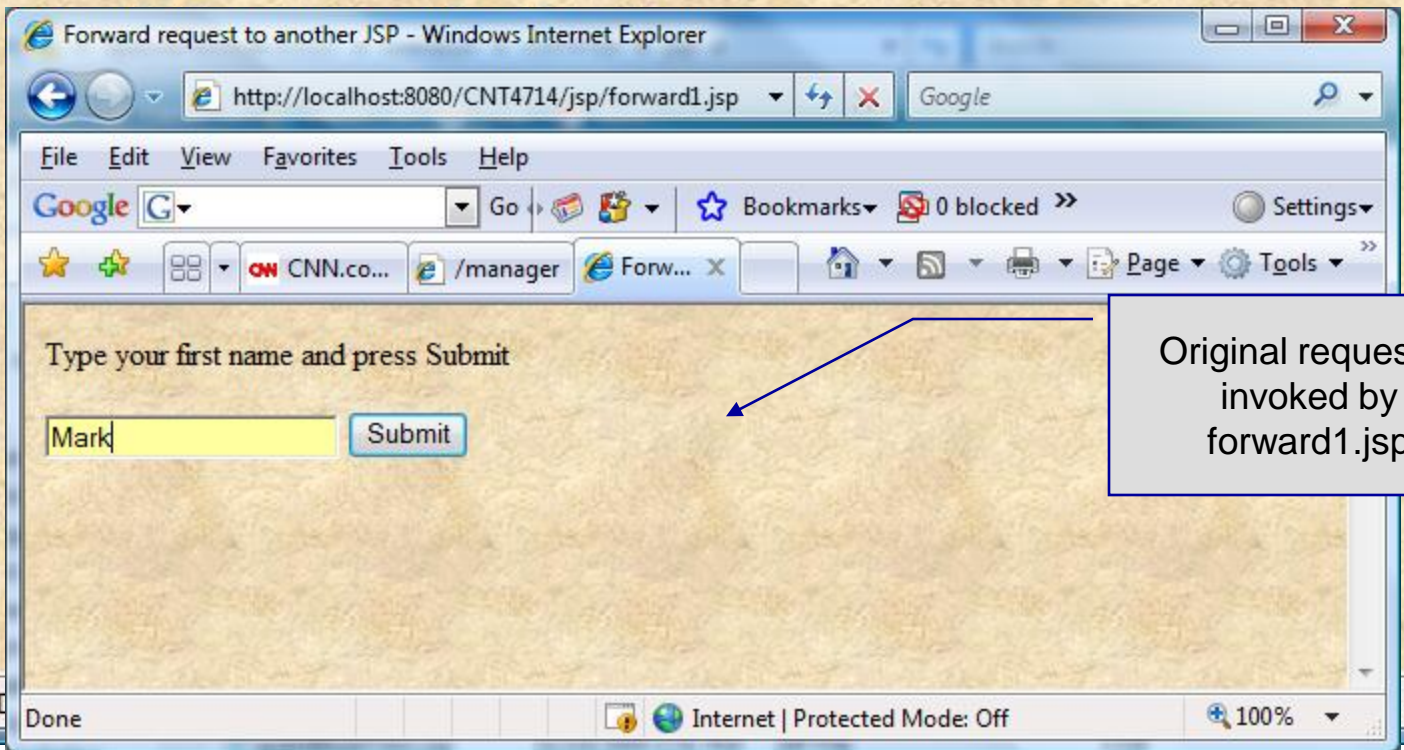 Forward request to another JSP - Windows Internet Explorer
http://localhost:8080/CNT4714/jsp/forward1.jsp Google
File Edit View Favorites Tools Help
Google G Go Bookmarks 0 blocked >> Settings
CNN.co... /manager Forw... X Page Tools >>
Type your first name and press Submit
Mark Submit
Original reques
invoked by
forward1.jsp
Done Internet | Protected Mode: Off 100%